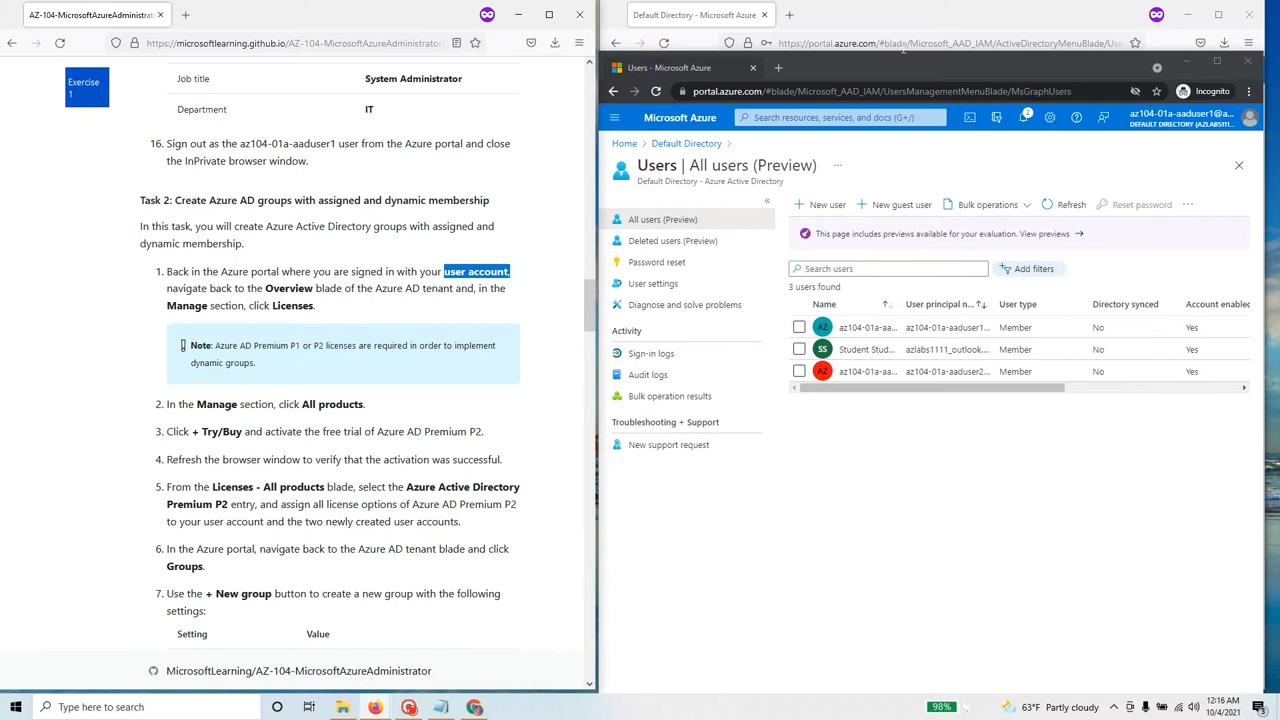 AZ-104-MicrosoftAzureAdministrat
https://microsoftlearning.github.io/AZ-104-MicrosoftAzureAdministrator/
Exercise
1
Job title System Administrator
Department IT
16. Sign out as the az104-01a-aaduser1 user from the Azure portal and close
the InPrivate browser window.
Task 2: Create Azure AD groups with assigned and dynamic membership
In this task, you will create Azure Active Directory groups with assigned and
dynamic membership.
1. Back in the Azure portal where you are signed in with your user account,
navigate back to the Overview blade of the Azure AD tenant and, in the
Manage section, click Licenses.
Note: Azure AD Premium P1 or P2 licenses are required in order to implement
dynamic groups.
2. In the Manage section, click All products.
3. Click + Try/Buy and activate the free trial of Azure AD Premium P2.
4. Refresh the browser window to verify that the activation was successful.
5. From the Licenses - All products blade, select the Azure Active Directory
Premium P2 entry, and assign all license options of Azure AD Premium P2
to your user account and the two newly created user accounts.
6. In the Azure portal, navigate back to the Azure AD tenant blade and click
Groups.
7. Use the + New group button to create a new group with the following
settings:
Setting Value
MicrosoftLearning/AZ-104-MicrosoftAzureAdministrator
Default Directory - Microsoft Azure
https://portal.azure.com/#blade/Microsoft_AAD_IAM/ActiveDirectoryMenuBlade/Use
Users - Microsoft Azure
portal.azure.com/#blade/Microsoft_AAD_IAM/UsersManagementMenuBlade/MsGraphUsers
Incognito
Microsoft Azure
Search resources, services, and docs (G+/)
2
az104-01a-aaduser1@a...
DEFAULT DIRECTORY (AZLABS111...
Home > Default Directory >
Users | All users (Preview) ...
Default Directory - Azure Active Directory
All users (Preview)
Deleted users (Preview)
Password reset
User settings
Diagnose and solve problems
Activity
Sign-in logs
Audit logs
Bulk operation results
Troubleshooting + Support
New support request
+ New user + New guest user Bulk operations Refresh Reset password ...
This page includes previews available for your evaluation. View previews →
Search users
Add filters
3 users found
Name User principal n... User type Directory synced Account enabled
AZ az104-01a-aa... az104-01a-aaduser1... Member No Yes
SS Student Stud... azlabs1111_outlook.... Member No Yes
AZ az104-01a-aa... az104-01a-aaduser2... Member No Yes
Type here to search
98%
63°F Partly cloudy
12:16 AM
10/4/2021
3